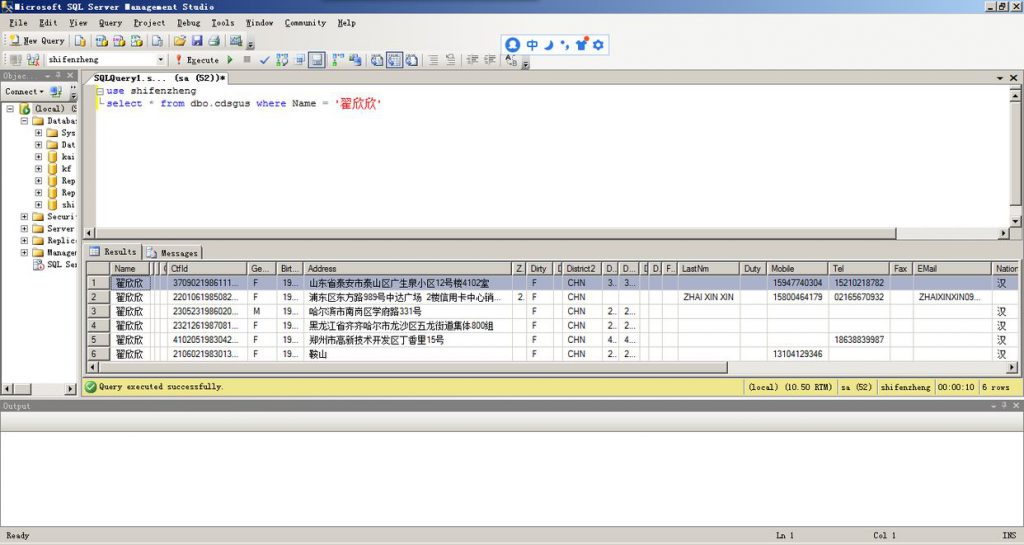 Microsoft SQL Server Management Studio
File Edit View Query Project Debug Tools Window Community Help
New Query
中
shifenzheng Execute
Objec...
SQLQuery1.s... (sa (52))*
Connect
use shifenzheng
select * from dbo.cdsgus where Name = '翟欣欣'
(local) (S
Databa
Sys
Dat
kai
kf
Rep
Rep
shi
Securi
Server
Replic
Manage
SQL Se
Results Messages
Name CtfId Ge... Birt... Address Z. Dirty D District2 D.. D... D D F.. LastNm Duty Mobile Tel Fax EMail Nation
1 翟欣欣 3709021986111... F 19... 山东省泰安市泰山区广生泉小区12号楼4102室 F CHN 3.. 3... 15947740304 15210218782 汉
2 翟欣欣 2201061985082... F 19... 浦东区东方路989号中达广场 2楼信用卡中心销... 2. F CHN ZHAI XIN XIN 15800464179 02165670932 ZHAIXINXIN09...
3 翟欣欣 2305231986020... M 19... 哈尔滨市南岗区学府路331号 F CHN 2.. 2... 汉
4 翟欣欣 2321261987081... F 19... 黑龙江省齐齐哈尔市龙沙区五龙街道集体800组 F CHN 2.. 2... 汉
5 翟欣欣 4102051983042... F 19... 郑州市高新技术开发区丁香里15号 F CHN 4.. 4... 18638839987 汉
6 翟欣欣 2106021983013... F 19... 鞍山 F CHN 2.. 2... 13104129346 汉
Query executed successfully. (local) (10.50 RTM) sa (52) shifenzheng 00:00:10 6 rows
Output
Ready Ln 1 Col 1 INS